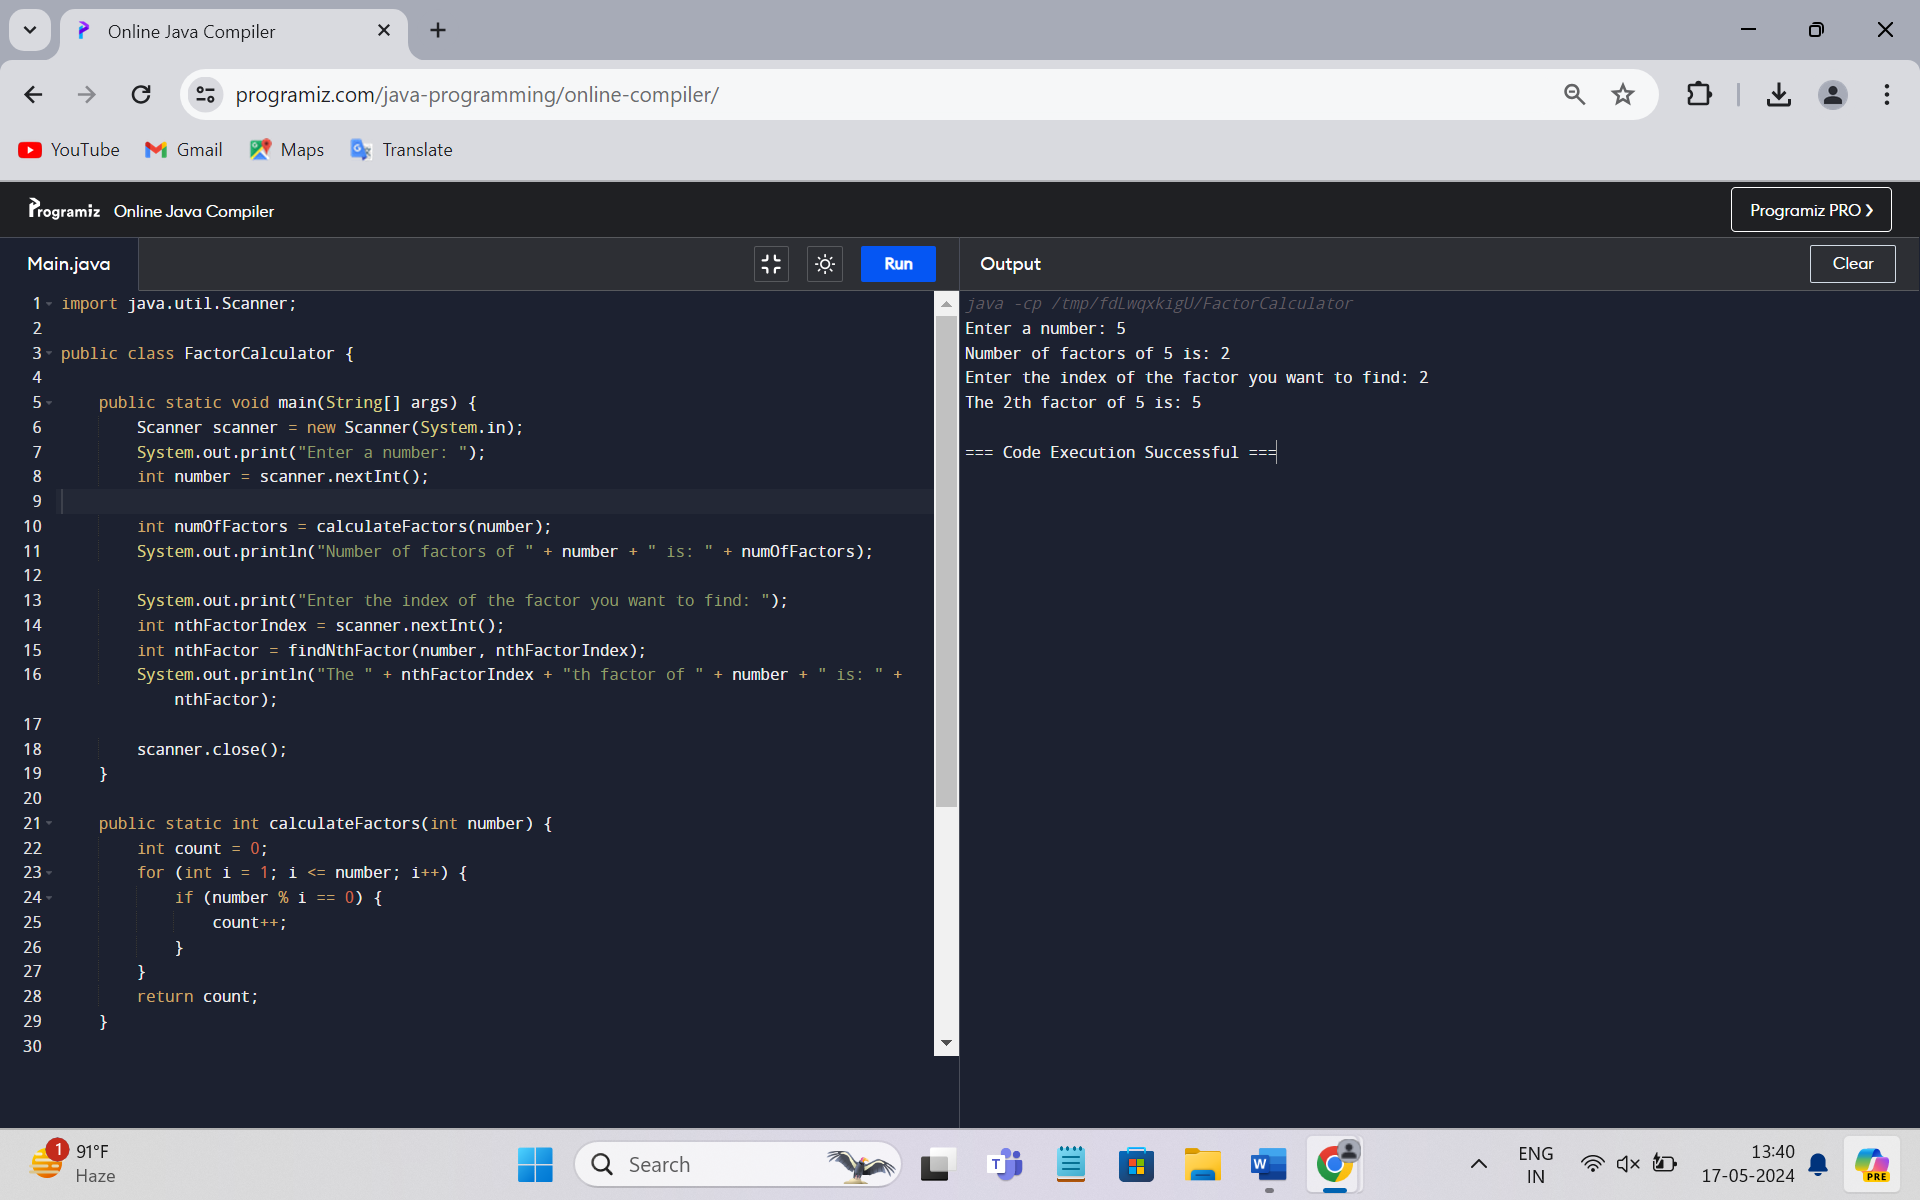 Online Java Compiler
programiz.com/java-programming/online-compiler/
YouTube Gmail Maps Translate
Programiz Online Java Compiler
Programiz PRO ❯
Main.java
Run
Output
Clear
1 import java.util.Scanner;
2
3 public class FactorCalculator {
4
5     public static void main(String[] args) {
6         Scanner scanner = new Scanner(System.in);
7         System.out.print("Enter a number: ");
8         int number = scanner.nextInt();
9
10         int numOfFactors = calculateFactors(number);
11         System.out.println("Number of factors of " + number + " is: " + numOfFactors);
12
13         System.out.print("Enter the index of the factor you want to find: ");
14         int nthFactorIndex = scanner.nextInt();
15         int nthFactor = findNthFactor(number, nthFactorIndex);
16         System.out.println("The " + nthFactorIndex + "th factor of " + number + " is: " +
nthFactor);
17
18         scanner.close();
19     }
20
21     public static int calculateFactors(int number) {
22         int count = 0;
23         for (int i = 1; i <= number; i++) {
24             if (number % i == 0) {
25                 count++;
26             }
27         }
28         return count;
29     }
30
java -cp /tmp/fdLwqxkigU/FactorCalculator
Enter a number: 5
Number of factors of 5 is: 2
Enter the index of the factor you want to find: 2
The 2th factor of 5 is: 5
=== Code Execution Successful ===
1
91°F
Haze
Search
T
W
ENG
IN
13:40
17-05-2024
PRE